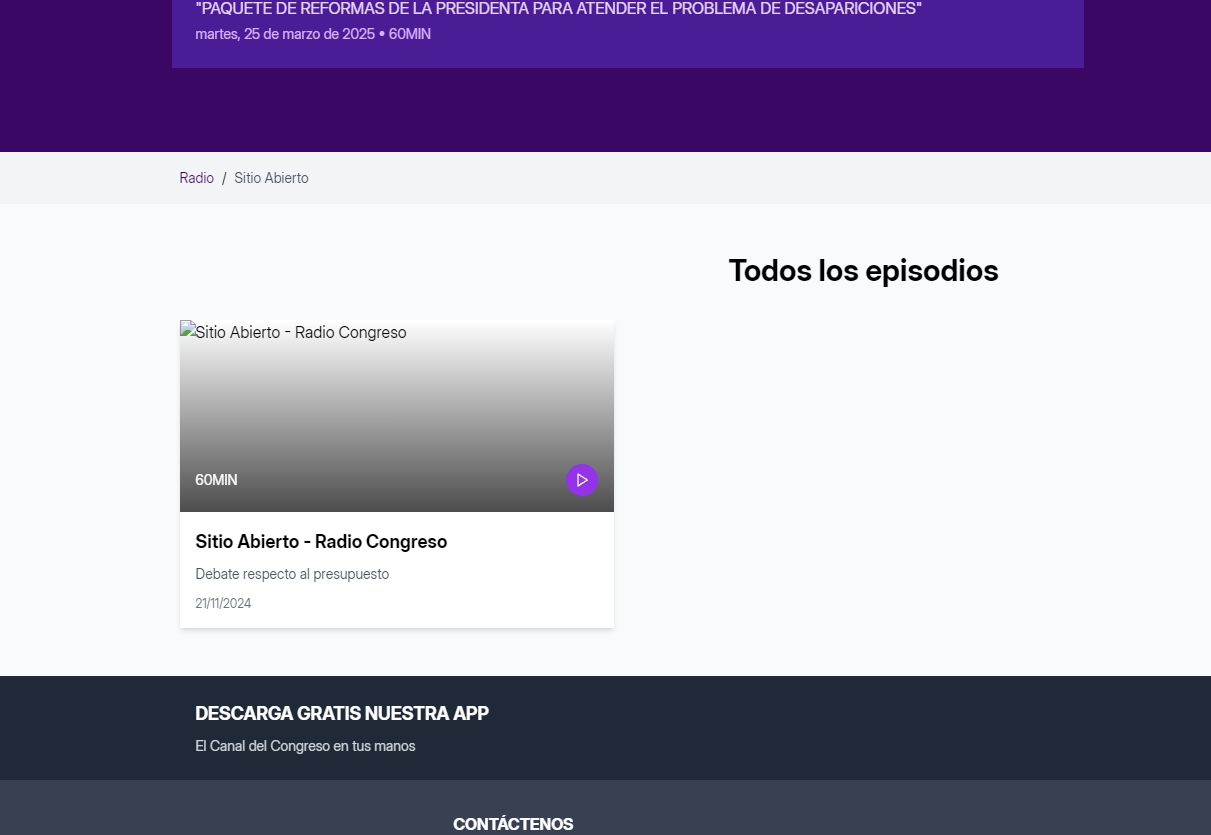 "PAQUETE DE REFORMAS DE LA PRESIDENTA PARA ATENDER EL PROBLEMA DE DESAPARICIONES"
martes, 25 de marzo de 2025 • 60MIN
Radio / Sitio Abierto
Todos los episodios
Sitio Abierto - Radio Congreso
60MIN
Sitio Abierto - Radio Congreso
Debate respecto al presupuesto
21/11/2024
DESCARGA GRATIS NUESTRA APP
El Canal del Congreso en tus manos
CONTÁCTENOS